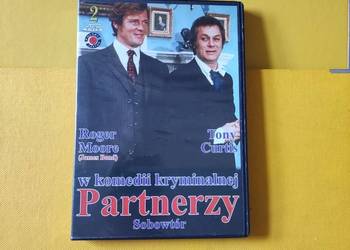 2
Roger
Moore
(James Bond)
Tony
Curtis
w komedii kryminalnej
Partnerzy
Sobowtór